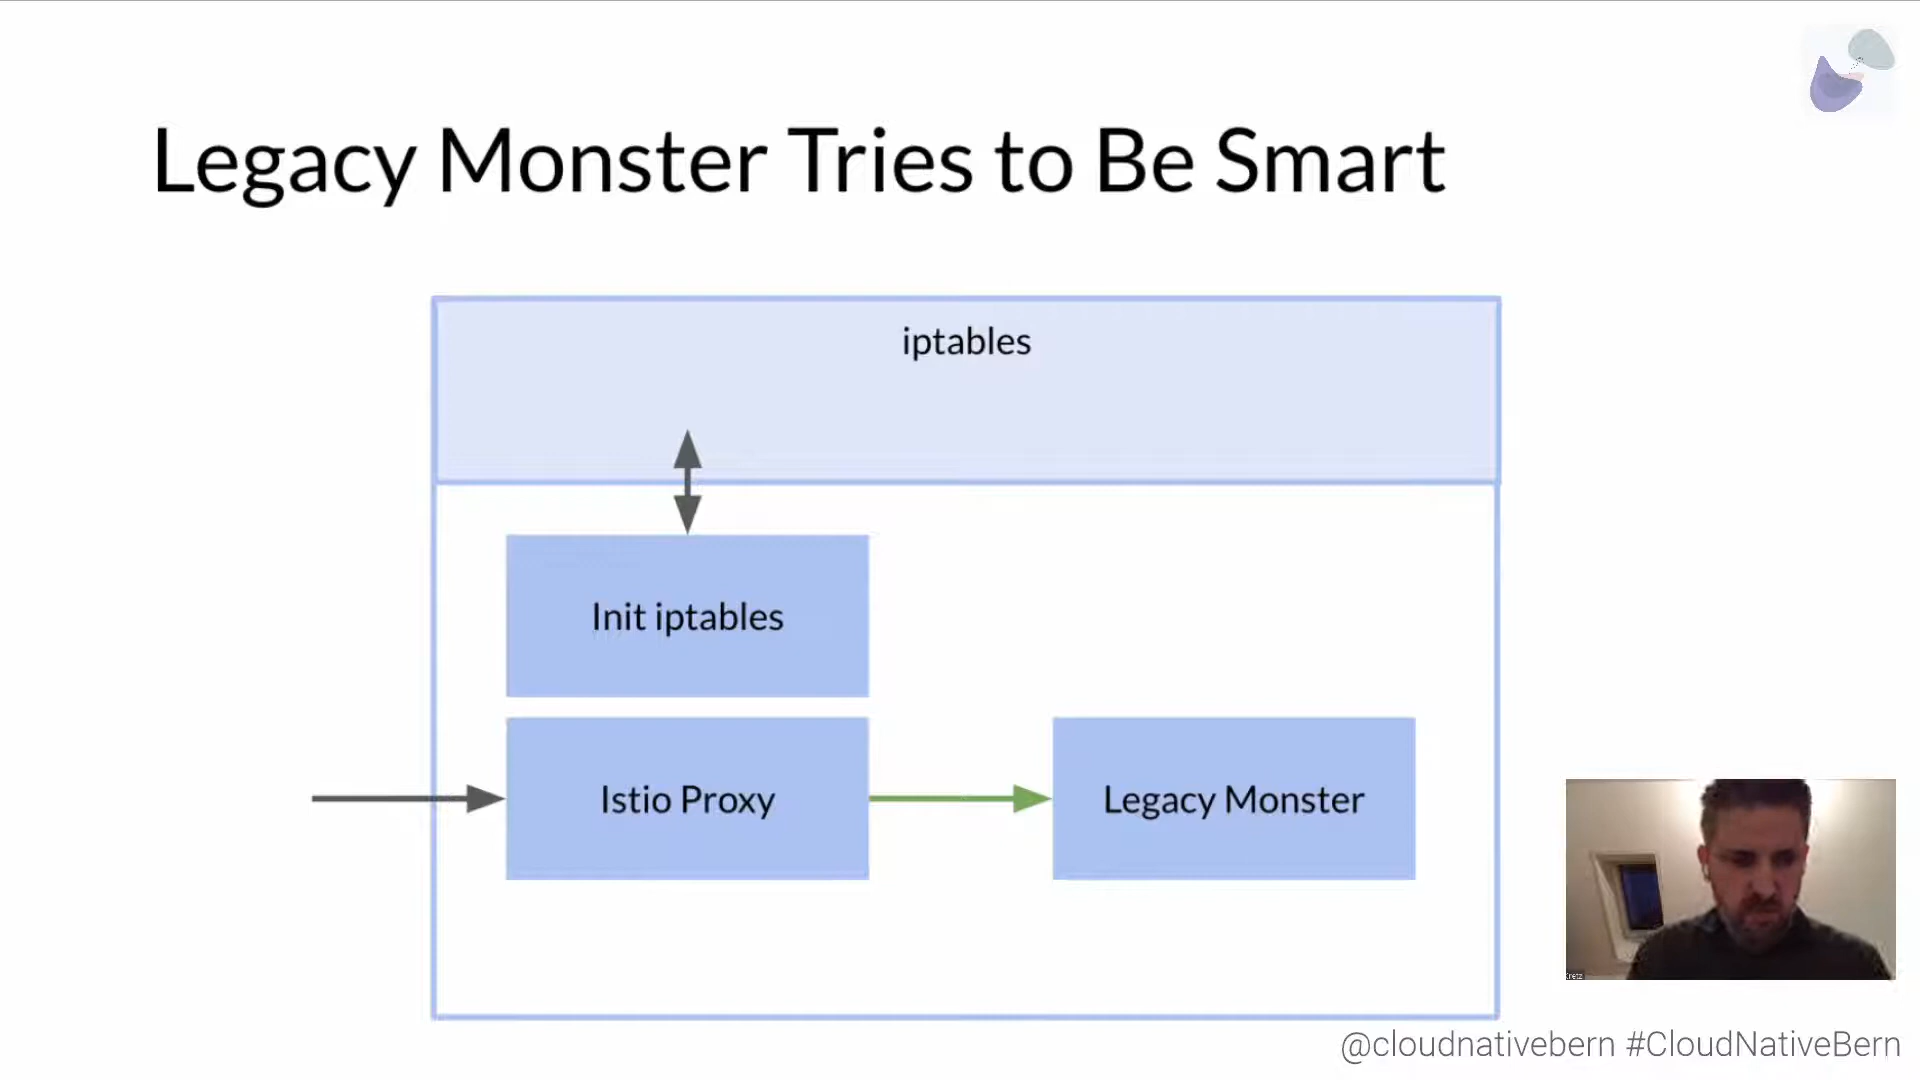 Legacy Monster Tries to Be Smart
iptables
Init iptables
Istio Proxy
Legacy Monster
@cloudnativebern #CloudNativeBern